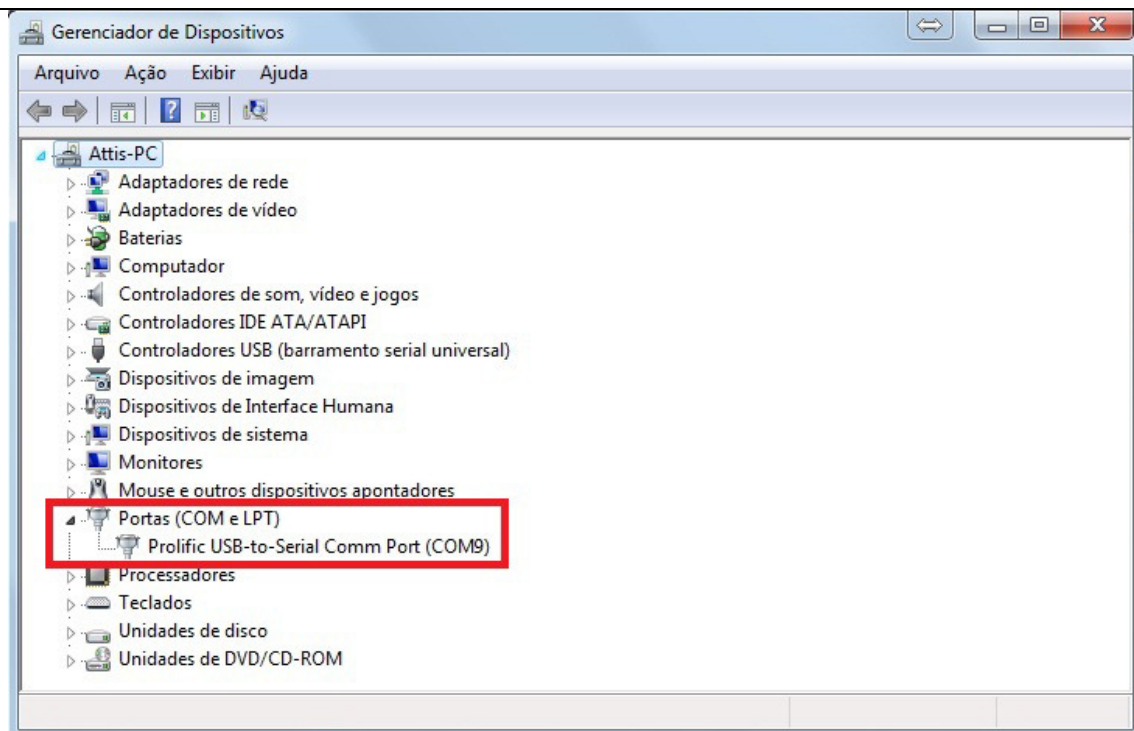 Gerenciador de Dispositivos
Arquivo Ação Exibir Ajuda
Attis-PC
Adaptadores de rede
Adaptadores de vídeo
Baterias
Computador
Controladores de som, vídeo e jogos
Controladores IDE ATA/ATAPI
Controladores USB (barramento serial universal)
Dispositivos de imagem
Dispositivos de Interface Humana
Dispositivos de sistema
Monitores
Mouse e outros dispositivos apontadores
Portas (COM e LPT)
Prolific USB-to-Serial Comm Port (COM9)
Processadores
Teclados
Unidades de disco
Unidades de DVD/CD-ROM